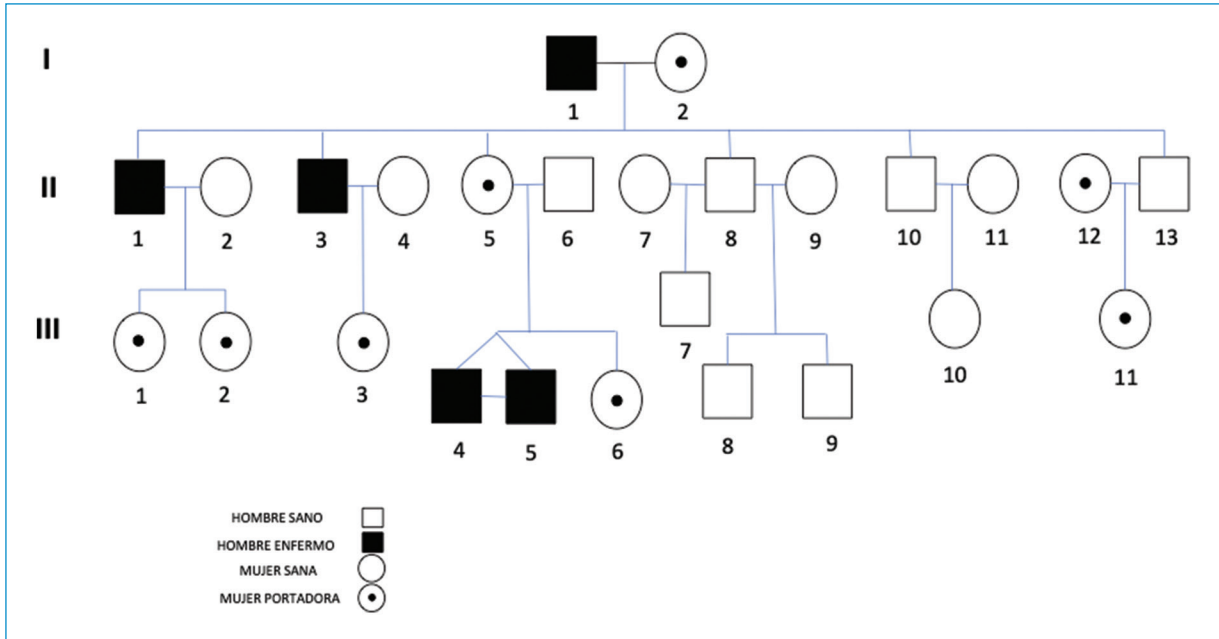 I
1 2
II
1 2 3 4 5 6 7 8 9 10 11 12 13
III
1 2 3 4 5 6 7 8 9 10 11
HOMBRE SANO
HOMBRE ENFERMO
MUJER SANA
MUJER PORTADORA